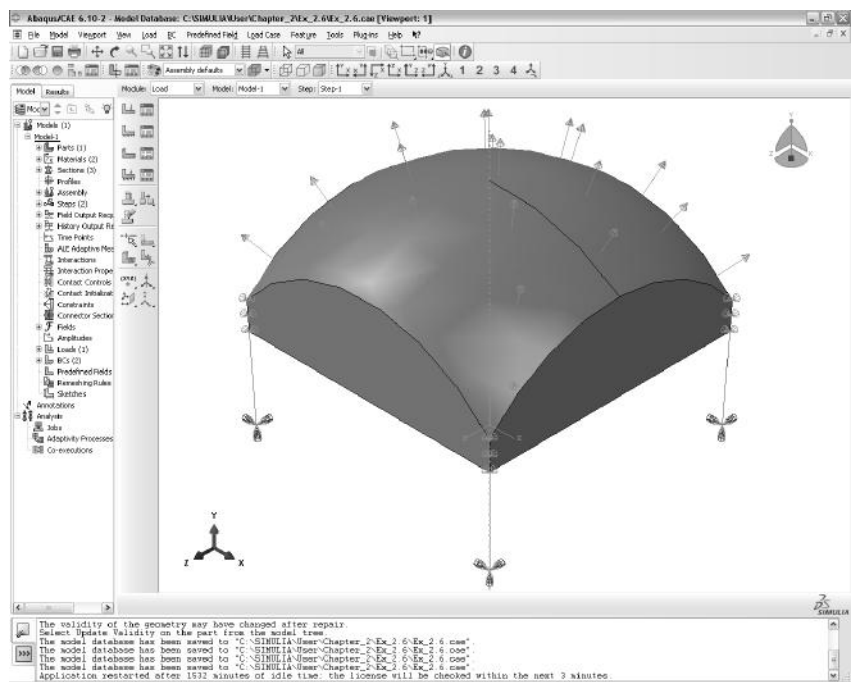 Abaqus/CAE 6.10-2 - Model Database: C:\SIMULIA\User\Chapter_2\Ex_2.6\Ex_2.6.cae [Viewport: 1]
File Model Viewport View Load BC Predefined Field Load Case Feature Tools Plug-ins Help
All
Assembly defaults 1 2 3 4
Model Results
Module: Load Model: Model-1 Step: Step-1
Models (1)
Model-1
Parts (1)
Materials (2)
Sections (3)
Profiles
Assembly
Steps (2)
Field Output Requ
History Output Re
Time Points
ALE Adaptive Mes
Interactions
Interaction Prope
Contact Controls
Contact Initializat
Constraints
Connector Section
Fields
Amplitudes
Loads (1)
BCs (2)
Predefined Fields
Remeshing Rules
Sketches
Annotations
Analysis
Jobs
Adaptivity Processes
Co-executions
Y
Z X
SIMULIA
The validity of the geometry may have changed after repair.
Select Update Validity on the part from the model tree.
The model database has been saved to "C:\SIMULIA\User\Chapter_2\Ex_2.6\Ex_2.6.cae".
The model database has been saved to "C:\SIMULIA\User\Chapter_2\Ex_2.6\Ex_2.6.cae".
The model database has been saved to "C:\SIMULIA\User\Chapter_2\Ex_2.6\Ex_2.6.cae".
The model database has been saved to "C:\SIMULIA\User\Chapter_2\Ex_2.6\Ex_2.6.cae".
Application restarted after 1532 minutes of idle time: the license will be checked within the next 3 minutes.